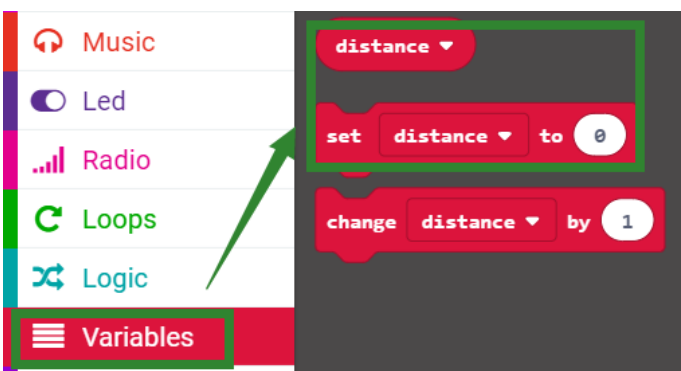 Music
Led
Radio
Loops
Logic
Variables
distance
set distance to 0
change distance by 1